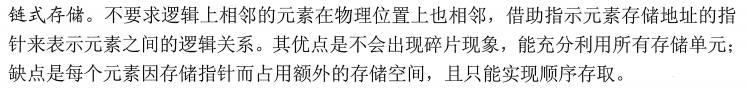 链式存储。不要求逻辑上相邻的元素在物理位置上也相邻，借助指示元素存储地址的指
针来表示元素之间的逻辑关系。其优点是不会出现碎片现象，能充分利用所有存储单元；
缺点是每个元素因存储指针而占用额外的存储空间，且只能实现顺序存取。